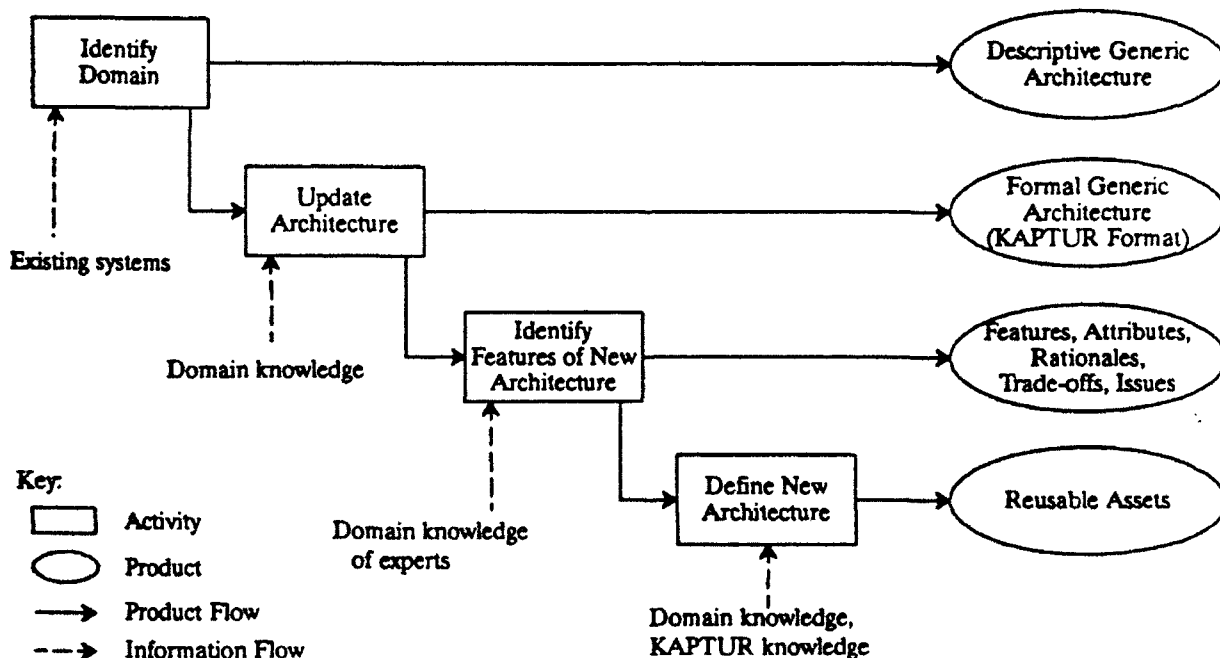 Identify
Domain
Descriptive Generic
Architecture
Update
Architecture
Formal Generic
Architecture
(KAPTUR Format)
Existing systems
Domain knowledge
Identify
Features of New
Architecture
Features, Attributes,
Rationales,
Trade-offs, Issues
Domain knowledge
of experts
Define New
Architecture
Reusable Assets
Domain knowledge,
KAPTUR knowledge
Key:
Activity
Product
Product Flow
Information Flow